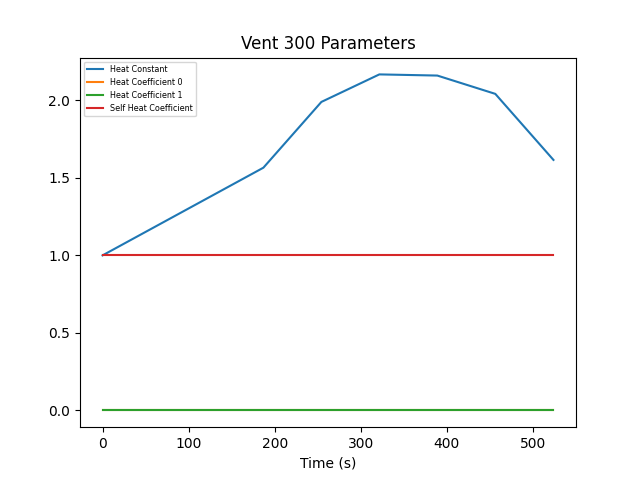 Vent 300 Parameters
Heat Constant
Heat Coefficient 0
Heat Coefficient 1
Self Heat Coefficient
2.0
1.5
1.0
0.5
0.0
0 100 200 300 400 500
Time (s)